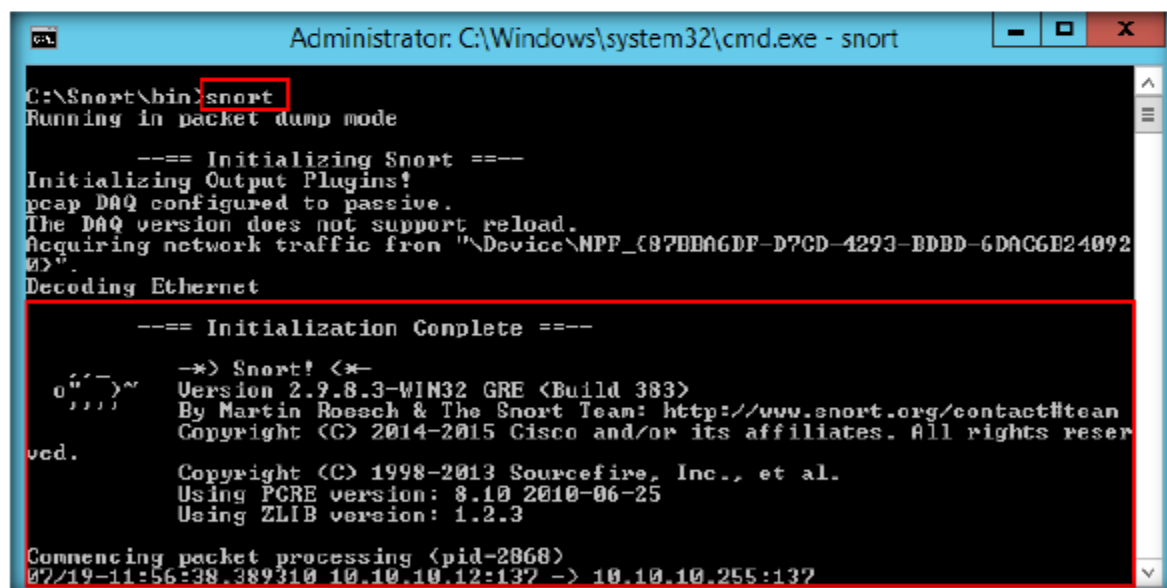 Administrator: C:\Windows\system32\cmd.exe - snort
C:\Snort\bin>snort
Running in packet dump mode
--== Initializing Snort ==--
Initializing Output Plugins!
pcap DAQ configured to passive.
The DAQ version does not support reload.
Acquiring network traffic from "\Device\NPF_{87BBA6DF-D7CD-4293-BDBD-6DAC6B24092
0}".
Decoding Ethernet
--== Initialization Complete ==--
,,_ -*> Snort! <*-
o" )~ Version 2.9.8.3-WIN32 GRE (Build 383)
'''' By Martin Roesch & The Snort Team: http://www.snort.org/contact#team
Copyright (C) 2014-2015 Cisco and/or its affiliates. All rights reser
ved.
Copyright (C) 1998-2013 Sourcefire, Inc., et al.
Using PCRE version: 8.10 2010-06-25
Using ZLIB version: 1.2.3
Commencing packet processing (pid=2868)
07/19-11:56:38.389310 10.10.10.12:137 -> 10.10.10.255:137